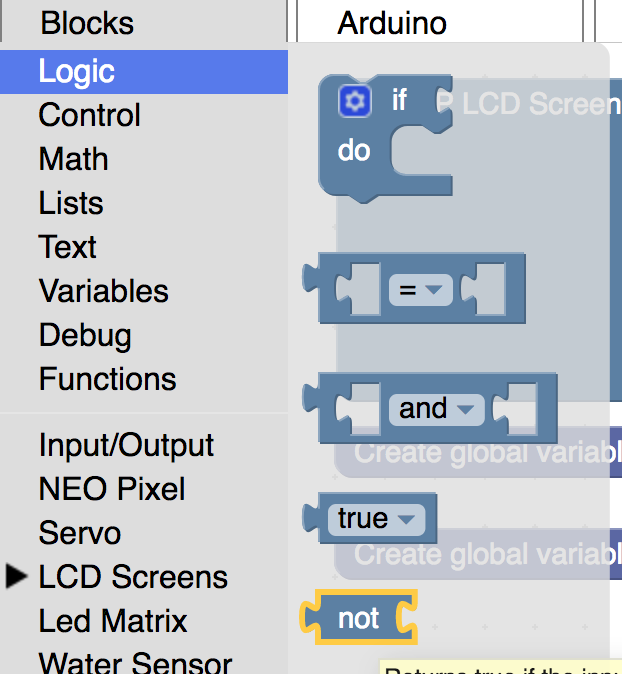 Blocks
Arduino
Logic
Control
Math
Lists
Text
Variables
Debug
Functions
Input/Output
NEO Pixel
Servo
LCD Screens
Led Matrix
Water Sensor
if
P LCD Screen
do
=
and
Create global variabl
true
Create global variabl
not
Returns true if the inpu